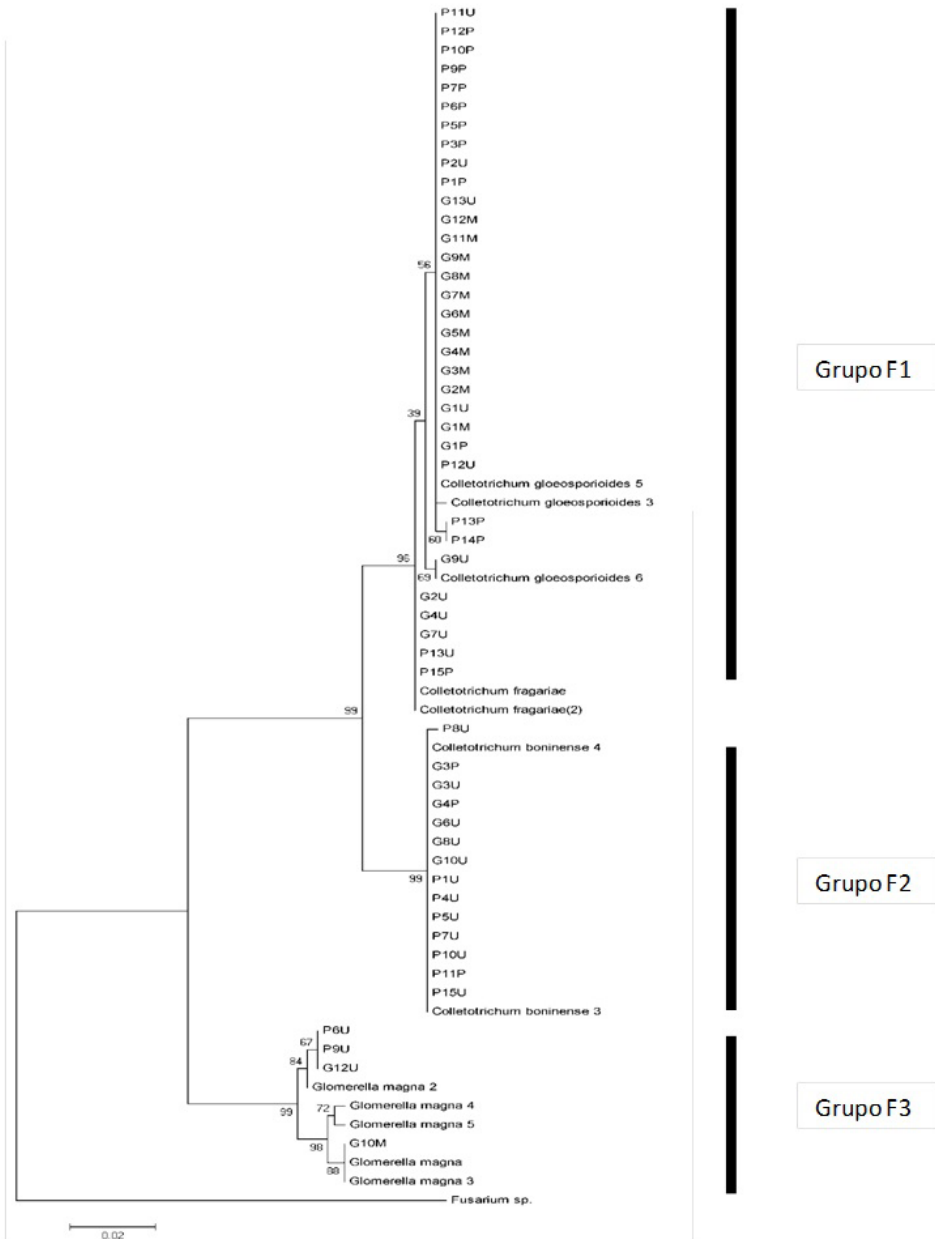 P11U
P12P
P10P
P9P
P7P
P6P
P5P
P3P
P2U
P1P
G13U
G12M
G11M
G9M
56
G8M
G7M
G6M
G5M
G4M
G3M
Grupo F1
G2M
G1U
39
G1M
G1P
P12U
Colletotrichum gloeosporioides 5
Colletotrichum gloeosporioides 3
P13P
60
P14P
96
G9U
69
Colletotrichum gloeosporioides 6
G2U
G4U
G7U
P13U
P15P
Colletotrichum fragariae
99
Colletotrichum fragariae(2)
P8U
Colletotrichum boninense 4
G3P
G3U
G4P
G6U
G8U
G10U
99
P1U
Grupo F2
P4U
P5U
P7U
P10U
P11P
P15U
Colletotrichum boninense 3
P6U
67
P9U
84
G12U
Glomerella magna 2
99
72
Glomerella magna 4
Grupo F3
Glomerella magna 5
98
G10M
Glomerella magna
88
Glomerella magna 3
Fusarium sp.
0.02